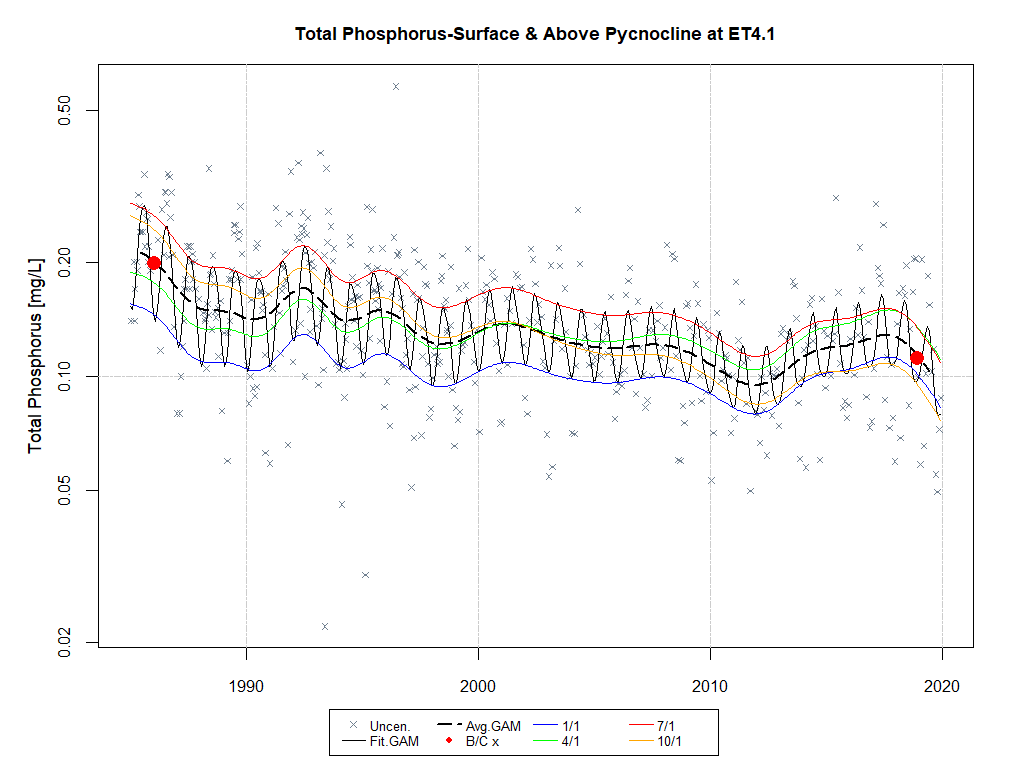 Total Phosphorus-Surface & Above Pycnocline at ET4.1
Total Phosphorus [mg/L]
0.50
0.20
0.10
0.05
0.02
1990 2000 2010 2020
Uncen. Avg.GAM 1/1 7/1
Fit.GAM B/C x 4/1 10/1